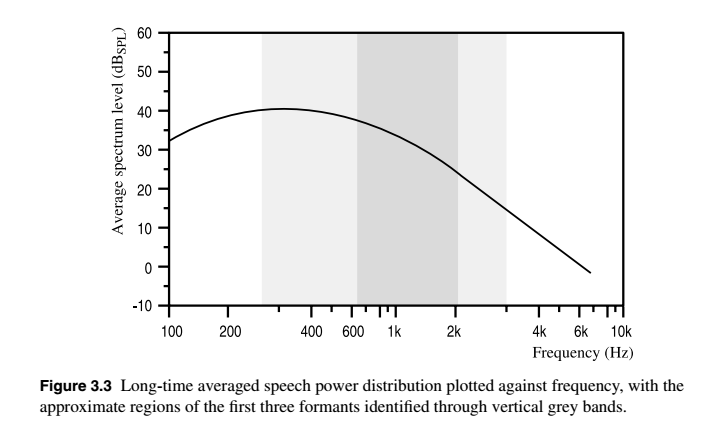 Average spectrum level (dBSPL)
60
50
40
30
20
10
0
-10
100 200 400 600 1k 2k 4k 6k 10k
Frequency (Hz)
Figure 3.3 Long-time averaged speech power distribution plotted against frequency, with the
approximate regions of the first three formants identified through vertical grey bands.